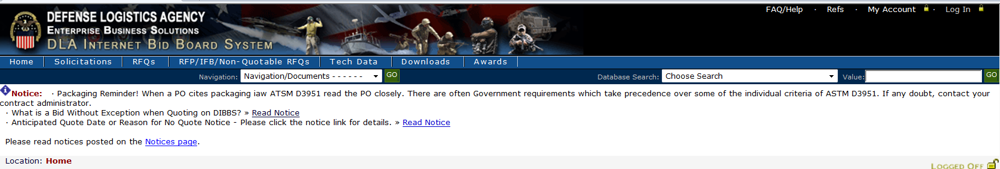 DEFENSE LOGISTICS AGENCY
ENTERPRISE BUSINESS SOLUTIONS
DLA INTERNET BID BOARD SYSTEM
FAQ/Help · Refs · My Account · Log In
Home Solicitations RFQs RFP/IFB/Non-Quotable RFQs Tech Data Downloads Awards
Navigation: Navigation/Documents - - - - - - GO Database Search: Choose Search Value: GO
Notice: · Packaging Reminder! When a PO cites packaging iaw ATSM D3951 read the PO closely. There are often Government requirements which take precedence over some of the individual criteria of ASTM D3951. If any doubt, contact your
contract administrator.
· What is a Bid Without Exception when Quoting on DIBBS? » Read Notice
· Anticipated Quote Date or Reason for No Quote Notice - Please click the notice link for details. » Read Notice
Please read notices posted on the Notices page.
Location: Home
LOGGED OFF